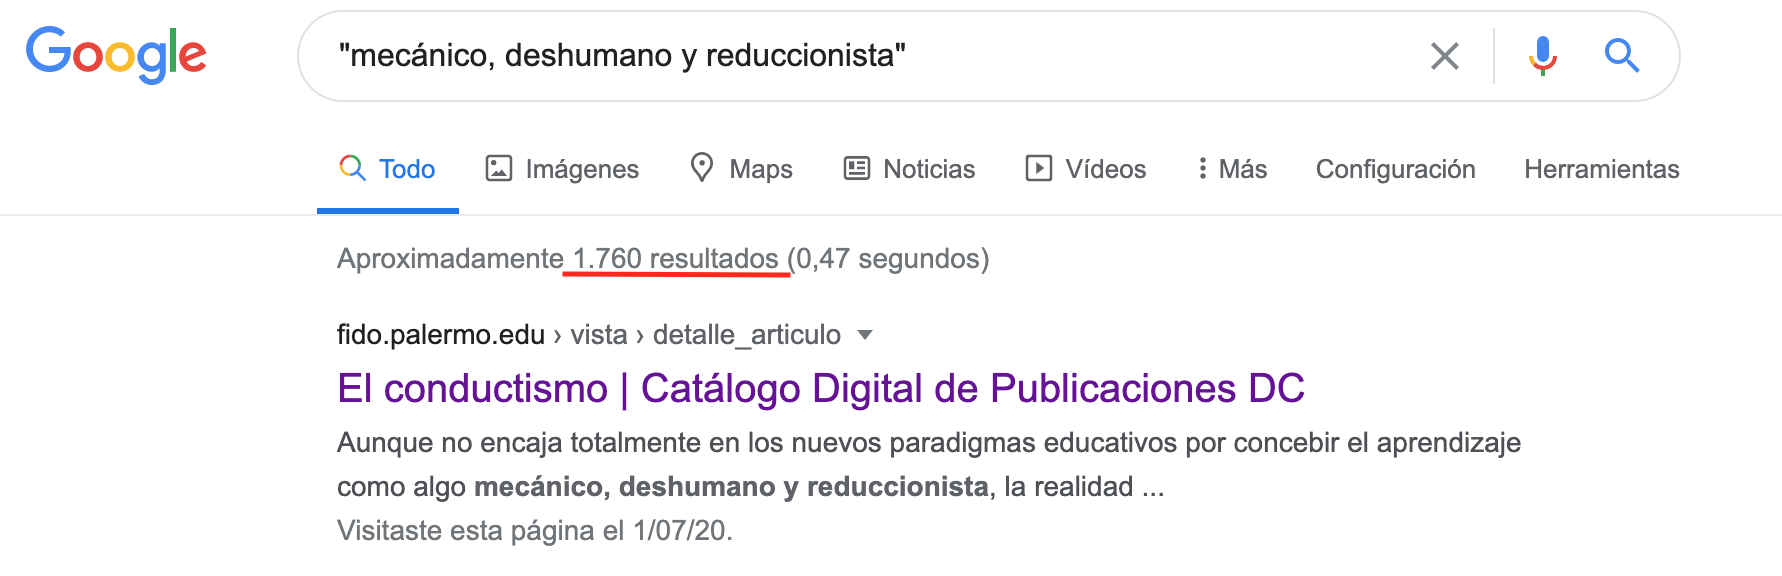 Google
"mecánico, deshumano y reduccionista"
Todo Imágenes Maps Noticias Vídeos Más Configuración Herramientas
Aproximadamente 1.760 resultados (0,47 segundos)
fido.palermo.edu › vista › detalle_articulo
El conductismo | Catálogo Digital de Publicaciones DC
Aunque no encaja totalmente en los nuevos paradigmas educativos por concebir el aprendizaje
como algo mecánico, deshumano y reduccionista, la realidad ...
Visitaste esta página el 1/07/20.